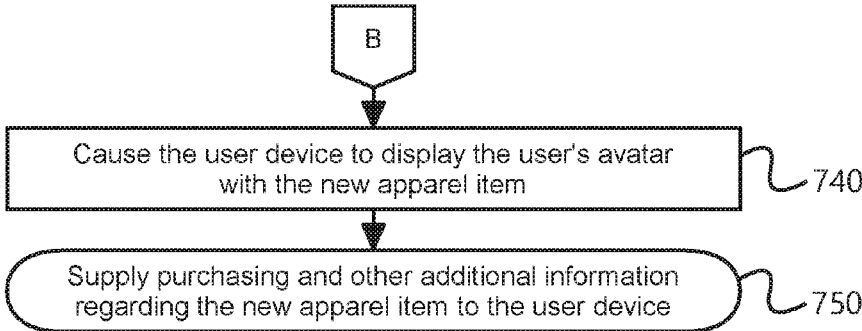 B
Cause the user device to display the user's avatar
with the new apparel item
740
Supply purchasing and other additional information
regarding the new apparel item to the user device
750